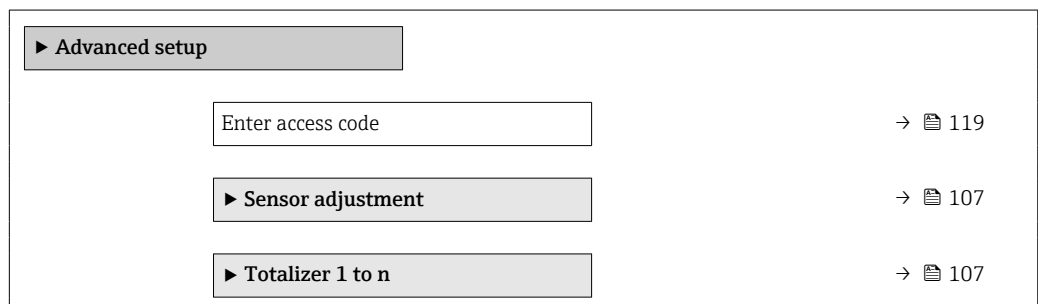 ▶ Advanced setup
Enter access code → 119
▶ Sensor adjustment → 107
▶ Totalizer 1 to n → 107